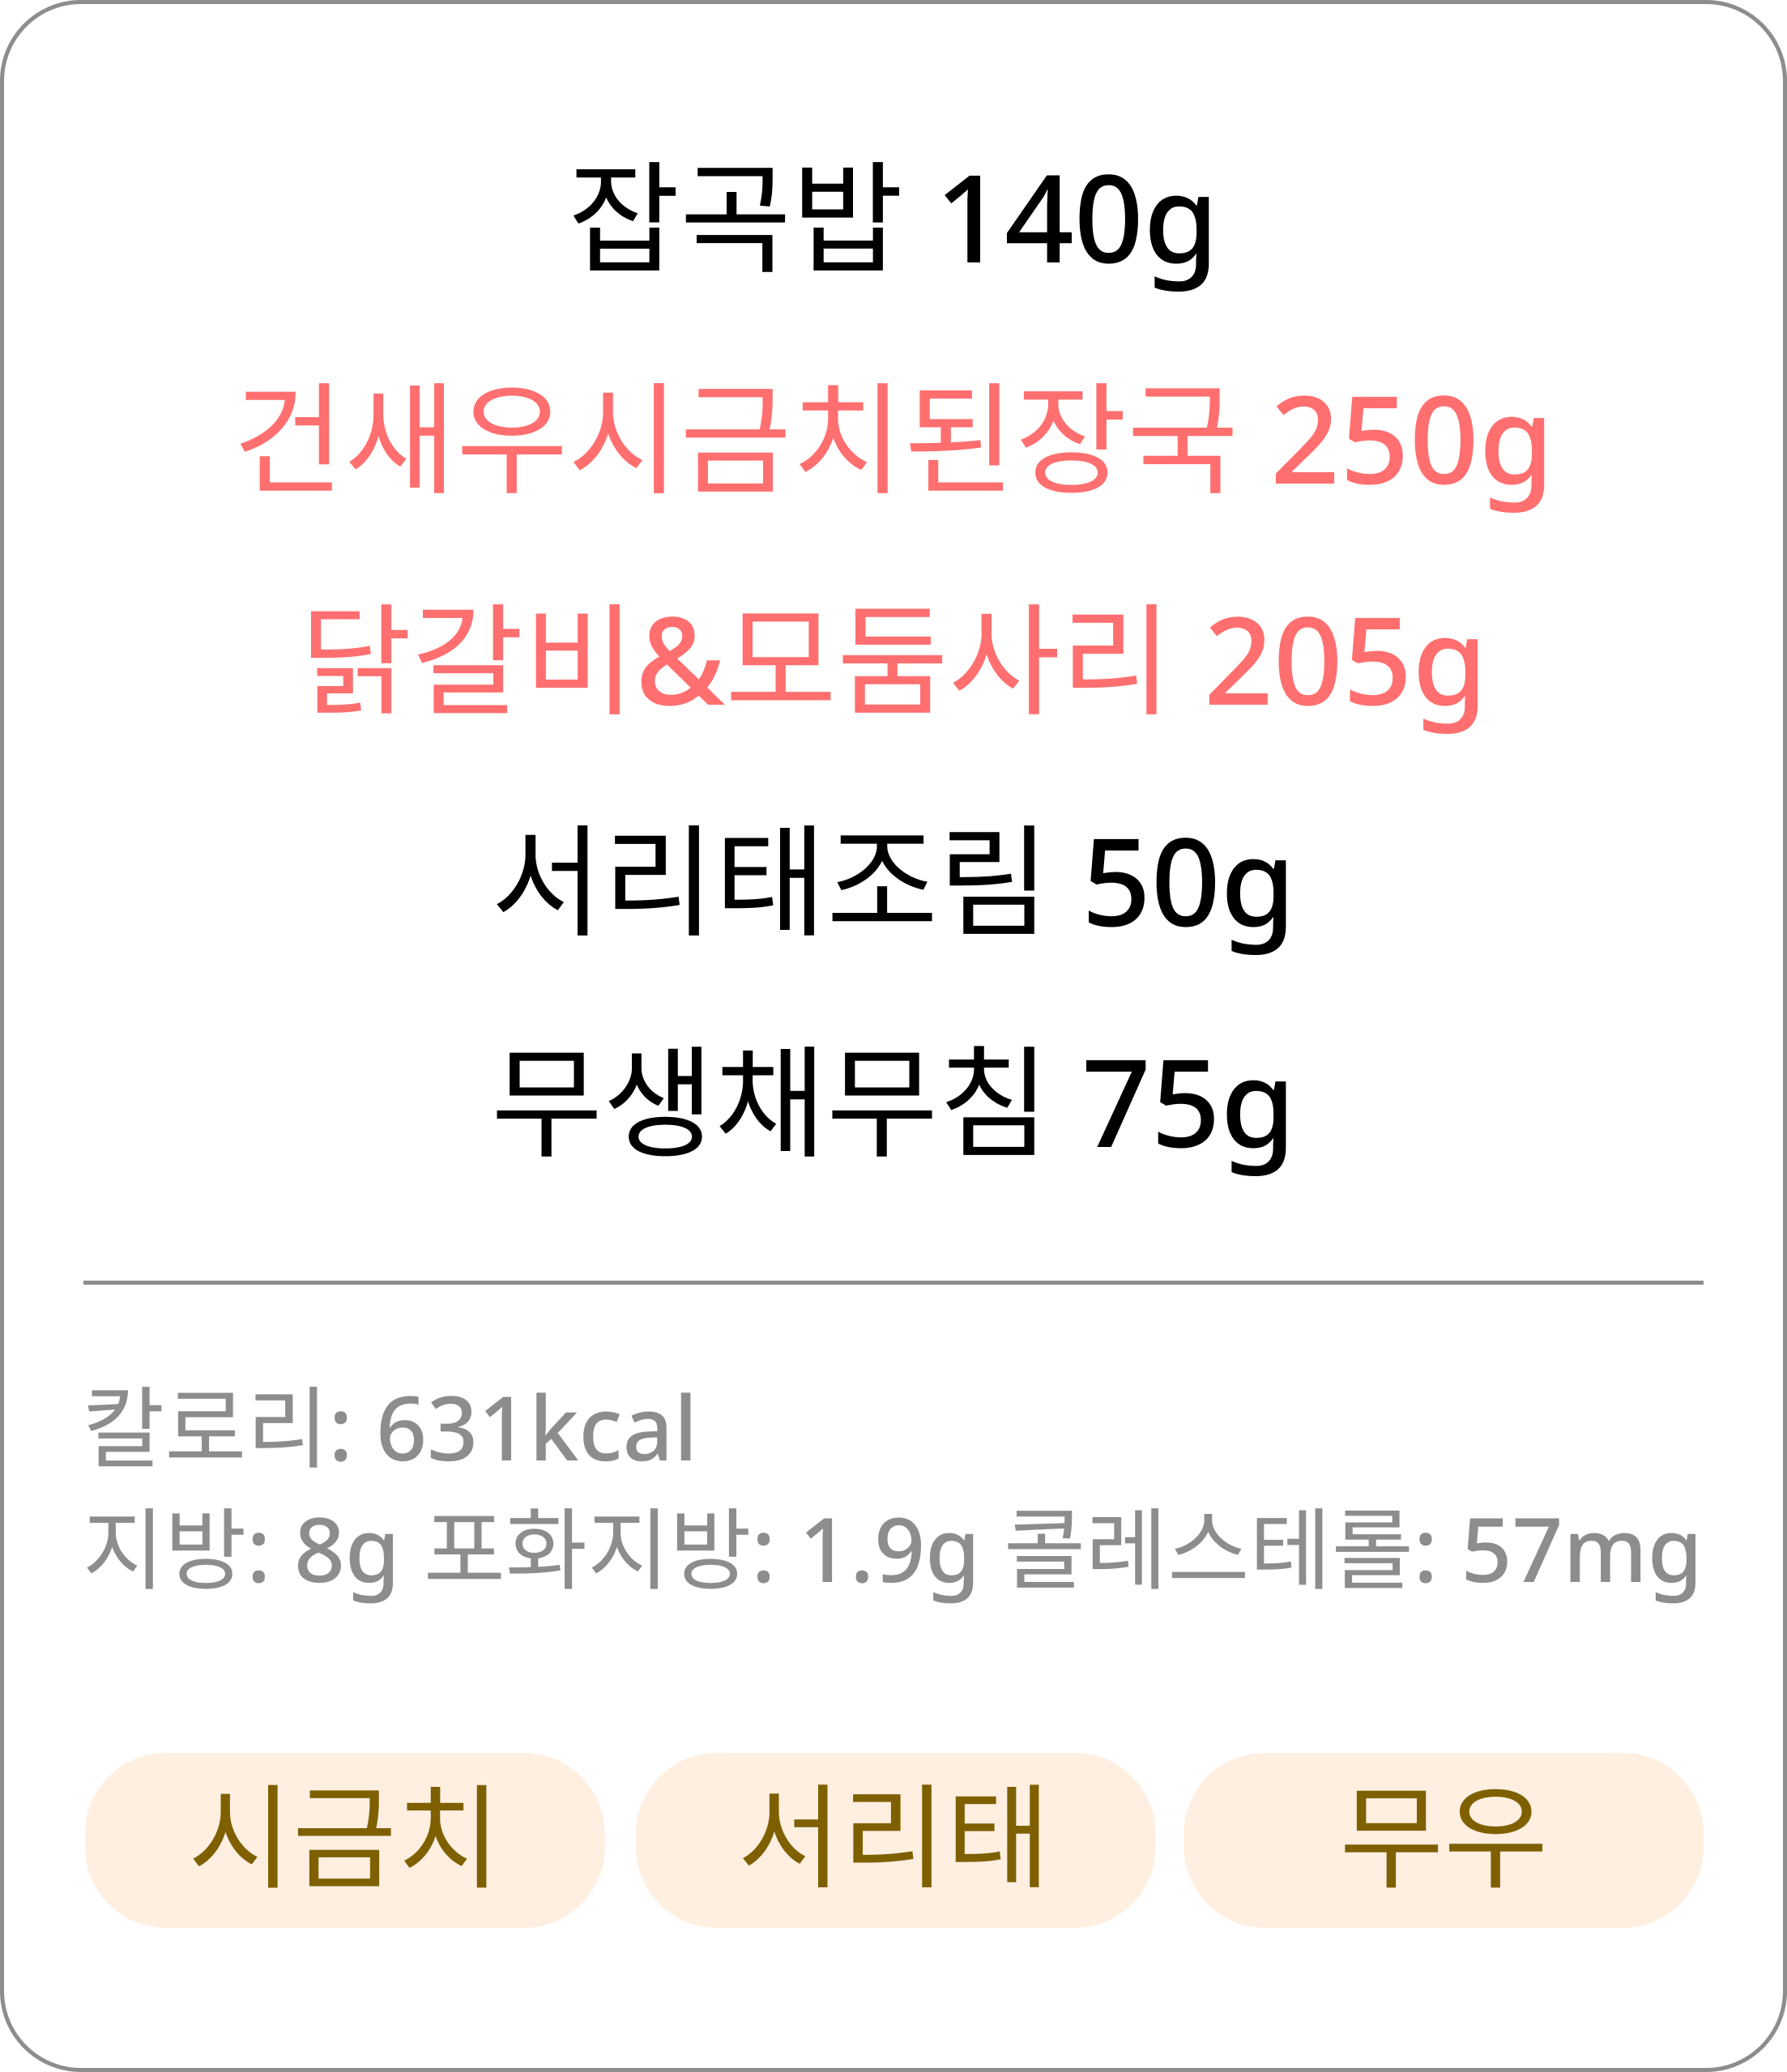 잡곡밥 140g
건새우시금치된장국 250g
닭갈비&모듬사리 205g
서리태조림 50g
무생채무침 75g
칼로리: 631kcal
지방: 8g 포화지방: 1.9g 콜레스테롤: 57mg
시금치 서리태 무우